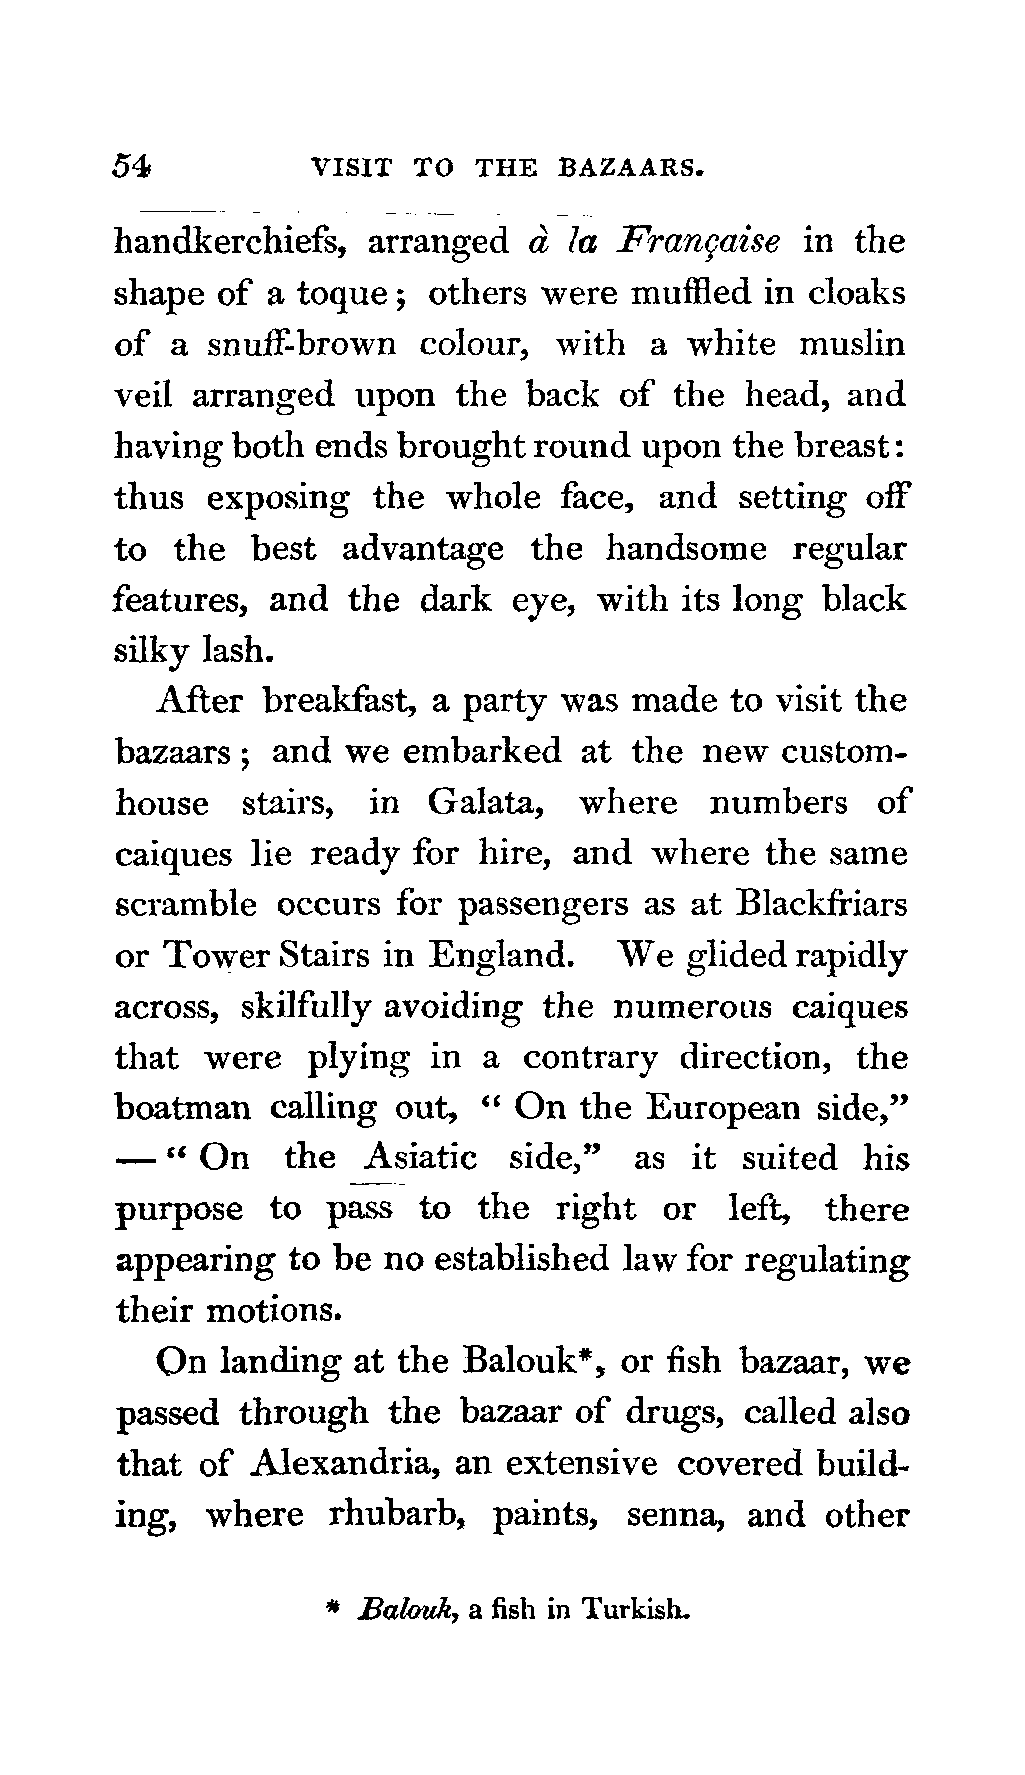 54 VISIT TO THE BAZAARS.
handkerchiefs, arranged à la Française in the
shape of a toque; others were muffled in cloaks
of a snuff-brown colour, with a white muslin
veil arranged upon the back of the head, and
having both ends brought round upon the breast:
thus exposing the whole face, and setting off
to the best advantage the handsome regular
features, and the dark eye, with its long black
silky lash.
After breakfast, a party was made to visit the
bazaars; and we embarked at the new custom-
house stairs, in Galata, where numbers of
caiques lie ready for hire, and where the same
scramble occurs for passengers as at Blackfriars
or Tower Stairs in England. We glided rapidly
across, skilfully avoiding the numerous caiques
that were plying in a contrary direction, the
boatman calling out, “ On the European side,”
— “ On the Asiatic side,” as it suited his
purpose to pass to the right or left, there
appearing to be no established law for regulating
their motions.
On landing at the Balouk*, or fish bazaar, we
passed through the bazaar of drugs, called also
that of Alexandria, an extensive covered build-
ing, where rhubarb, paints, senna, and other
* Balouk, a fish in Turkish.